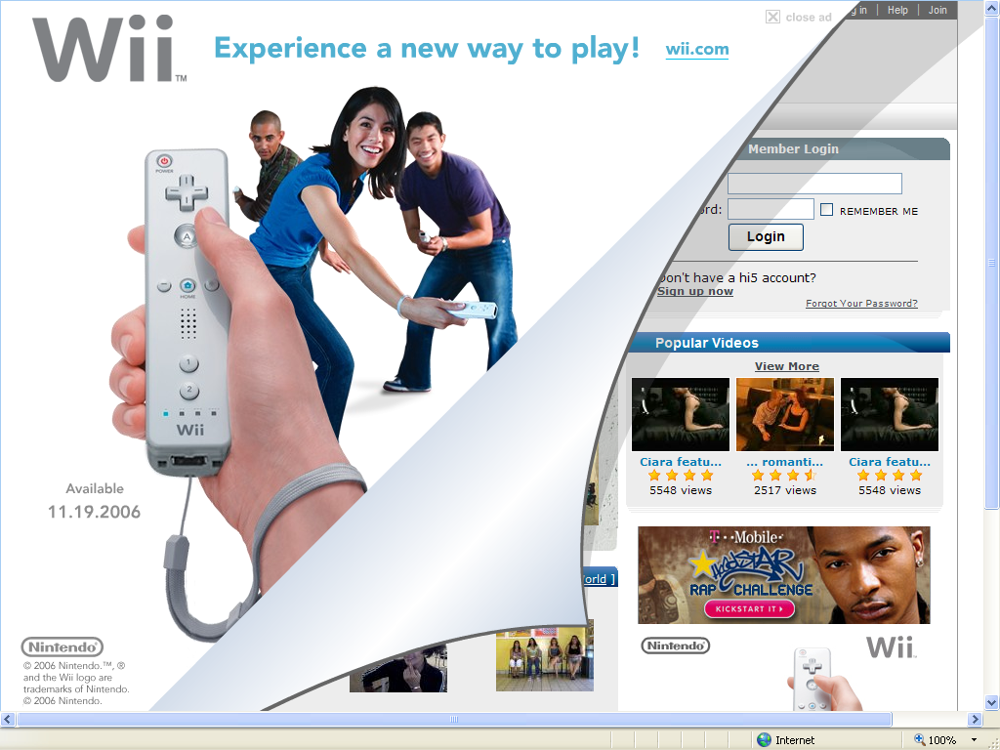 Wii™
Experience a new way to play!
wii.com
close ad
in | Help | Join
POWER
A
HOME
1
2
Wii
Available
11.19.2006
Nintendo
© 2006 Nintendo.™, ®
and the Wii logo are
trademarks of Nintendo.
© 2006 Nintendo.
Member Login
REMEMBER ME
Login
Don't have a hi5 account?
Sign up now
Forgot Your Password?
Popular Videos
View More
Ciara featu...
... romanti...
Ciara featu...
5548 views
2517 views
5548 views
T-Mobile
RAP CHALLENGE
KICKSTART IT
]
Nintendo
Wii™
Internet
100%